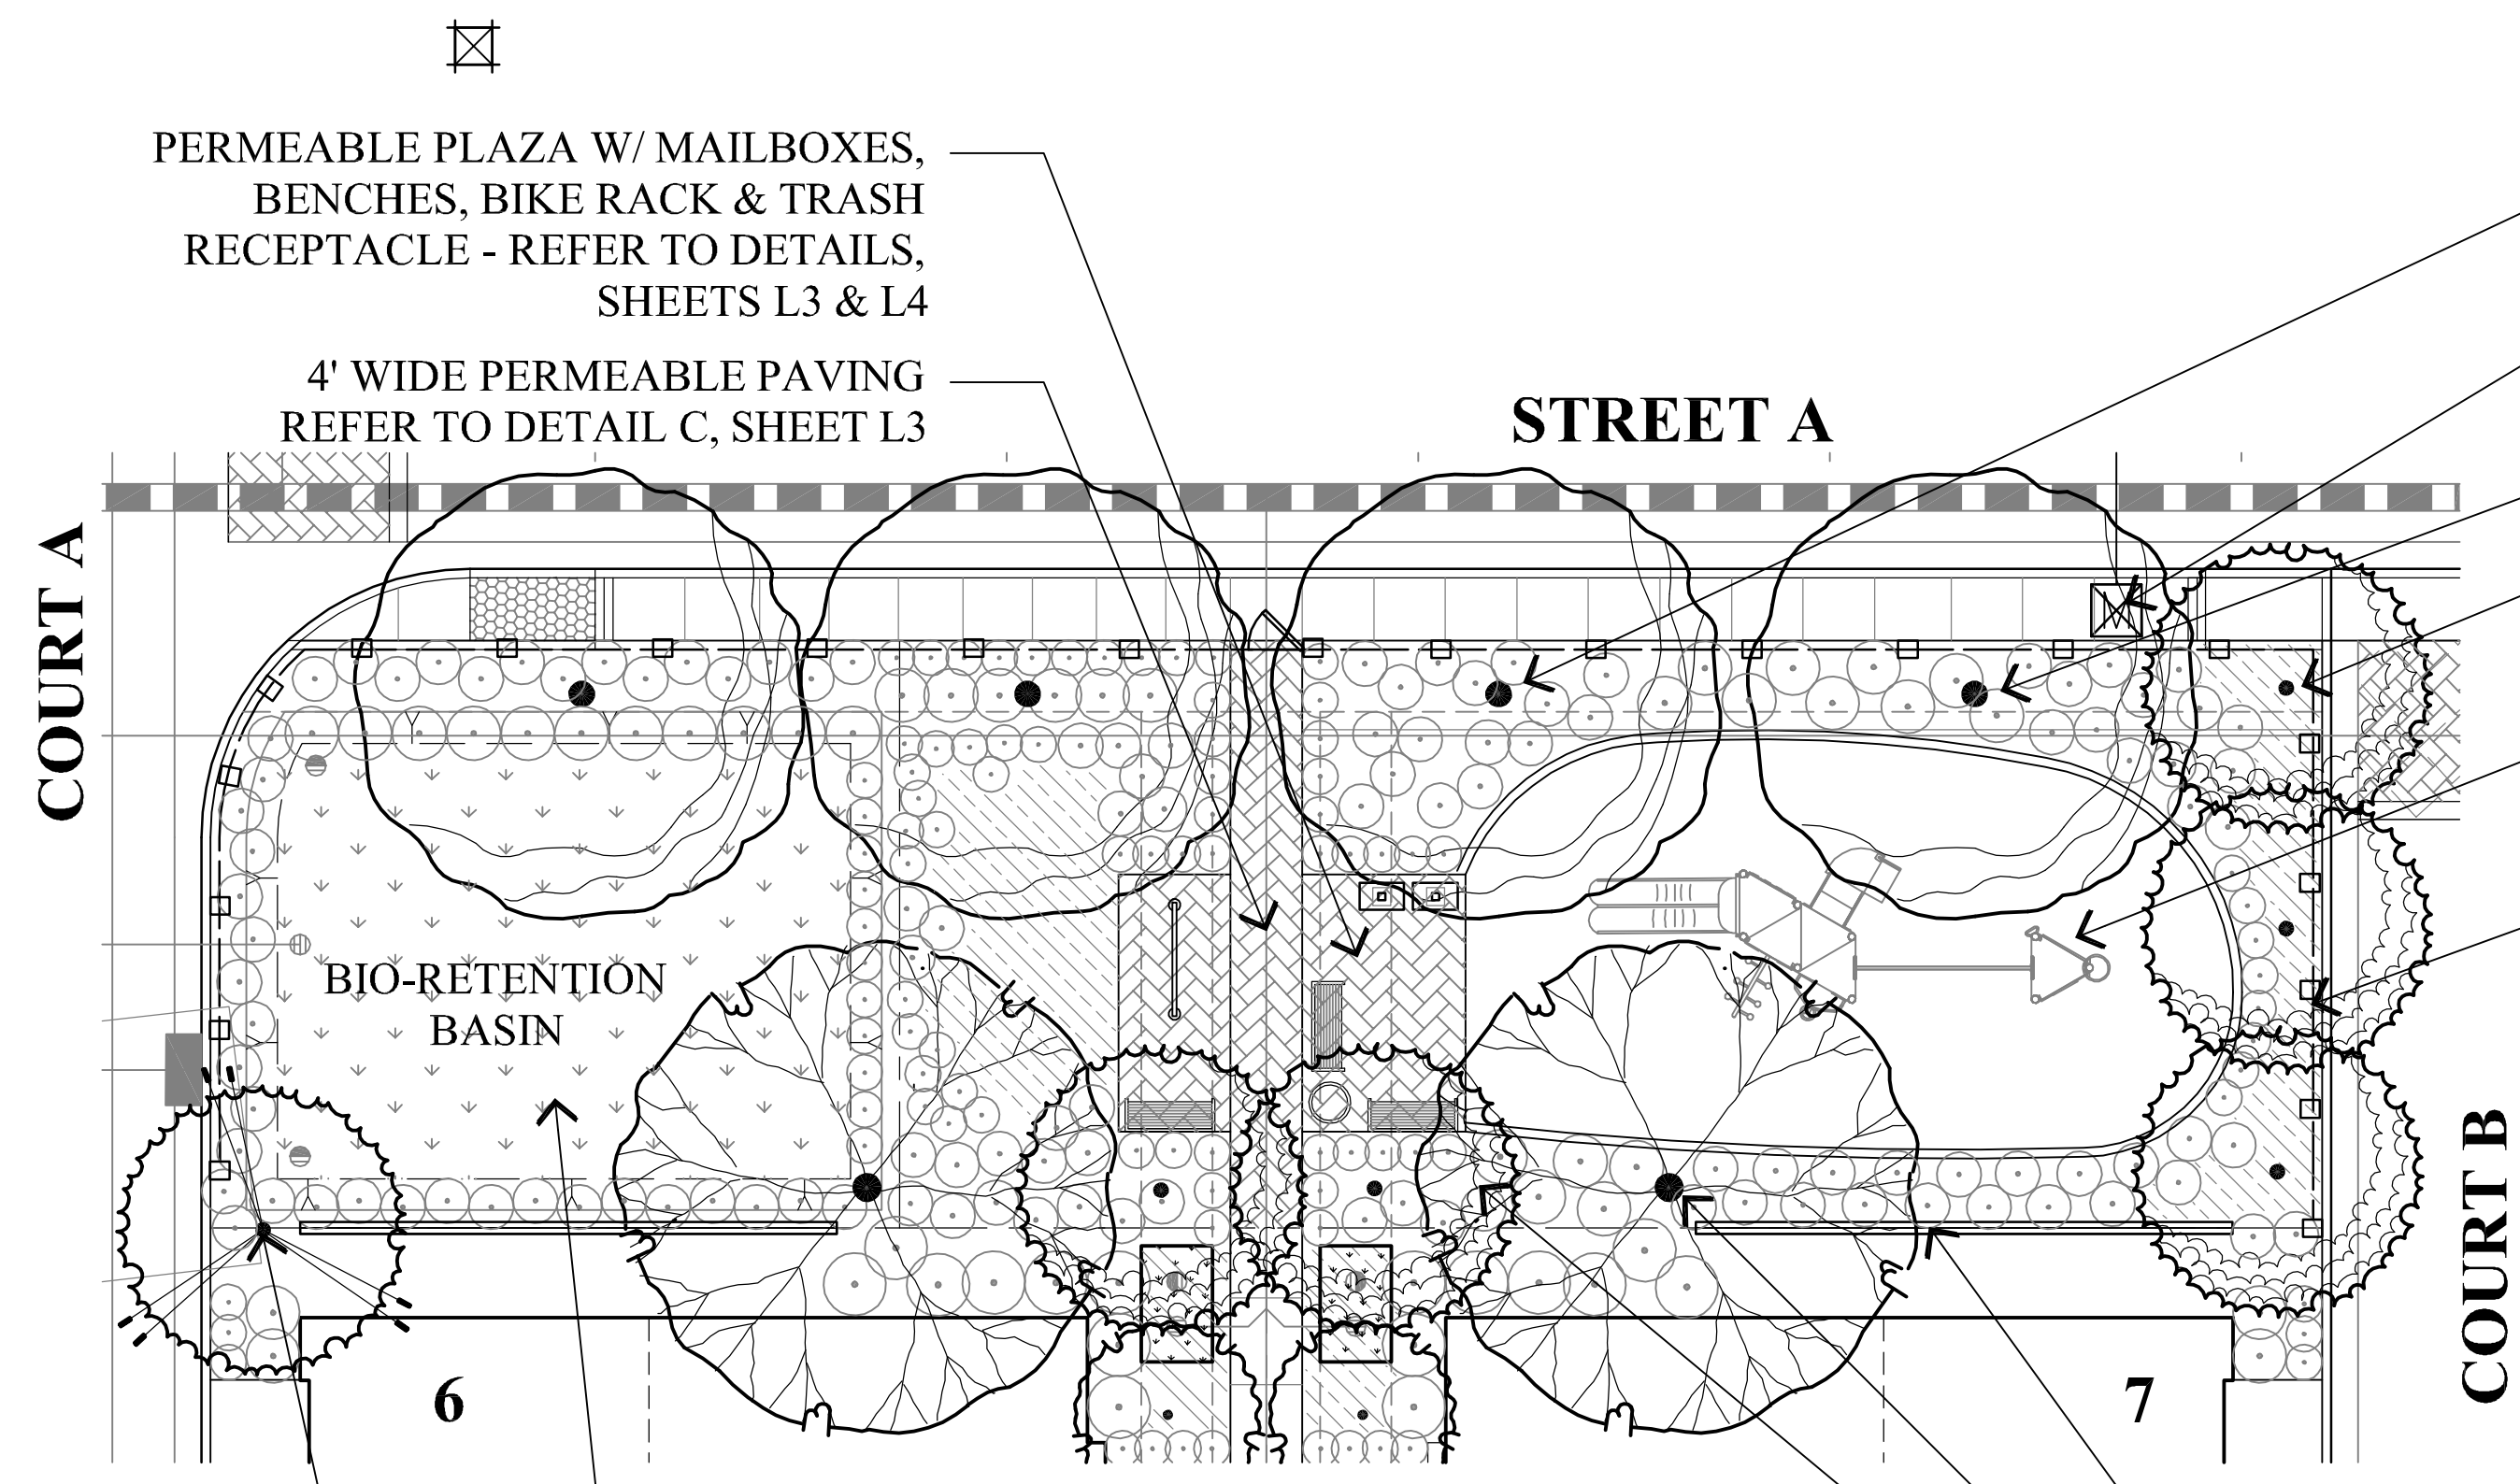 PERMEABLE PLAZA W/ MAILBOXES,
BENCHES, BIKE RACK & TRASH
RECEPTACLE - REFER TO DETAILS,
SHEETS L3 & L4
4' WIDE PERMEABLE PAVING
REFER TO DETAIL C, SHEET L3
STREET A
COURT A
BIO-RETENTION
BASIN
COURT B
6
7